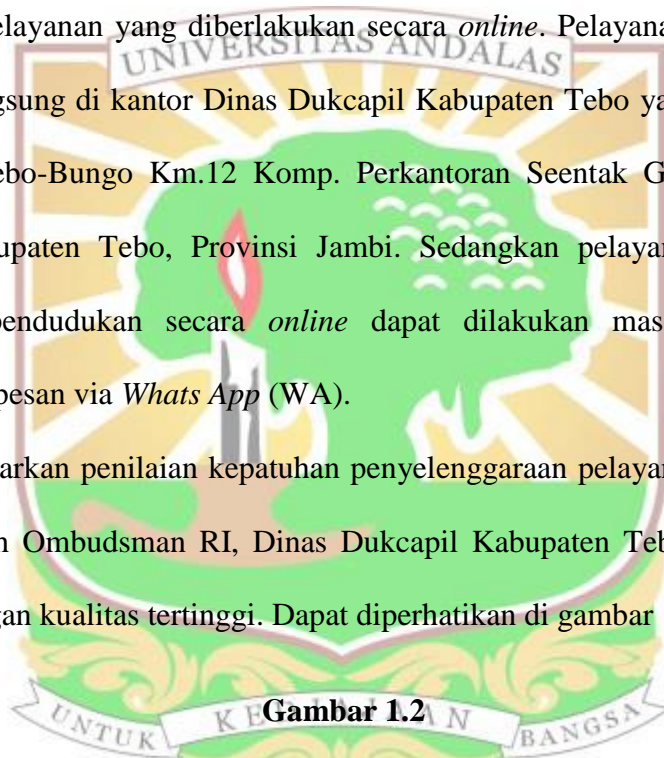 elayanan yang diberlakukan secara online. Pelayana
UNIVERSITAS ANDALAS
gsung di kantor Dinas Dukcapil Kabupaten Tebo ya
ebo-Bungo Km.12 Komp. Perkantoran Seentak G
upaten Tebo, Provinsi Jambi. Sedangkan pelayan
pendudukan secara online dapat dilakukan mas
pesan via Whats App (WA).
arkan penilaian kepatuhan penyelenggaraan pelayan
n Ombudsman RI, Dinas Dukcapil Kabupaten Teb
gan kualitas tertinggi. Dapat diperhatikan di gambar
Gambar 1.2
UNTUK KEDJAJAAN BANGSA